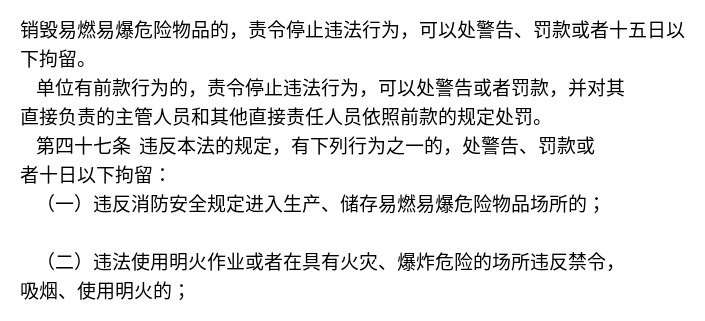 销毁易燃易爆危险物品的，责令停止违法行为，可以处警告、罚款或者十五日以
下拘留。
单位有前款行为的，责令停止违法行为，可以处警告或者罚款，并对其
直接负责的主管人员和其他直接责任人员依照前款的规定处罚。
第四十七条 违反本法的规定，有下列行为之一的，处警告、罚款或
者十日以下拘留：
（一）违反消防安全规定进入生产、储存易燃易爆危险物品场所的；
（二）违法使用明火作业或者在具有火灾、爆炸危险的场所违反禁令，
吸烟、使用明火的；